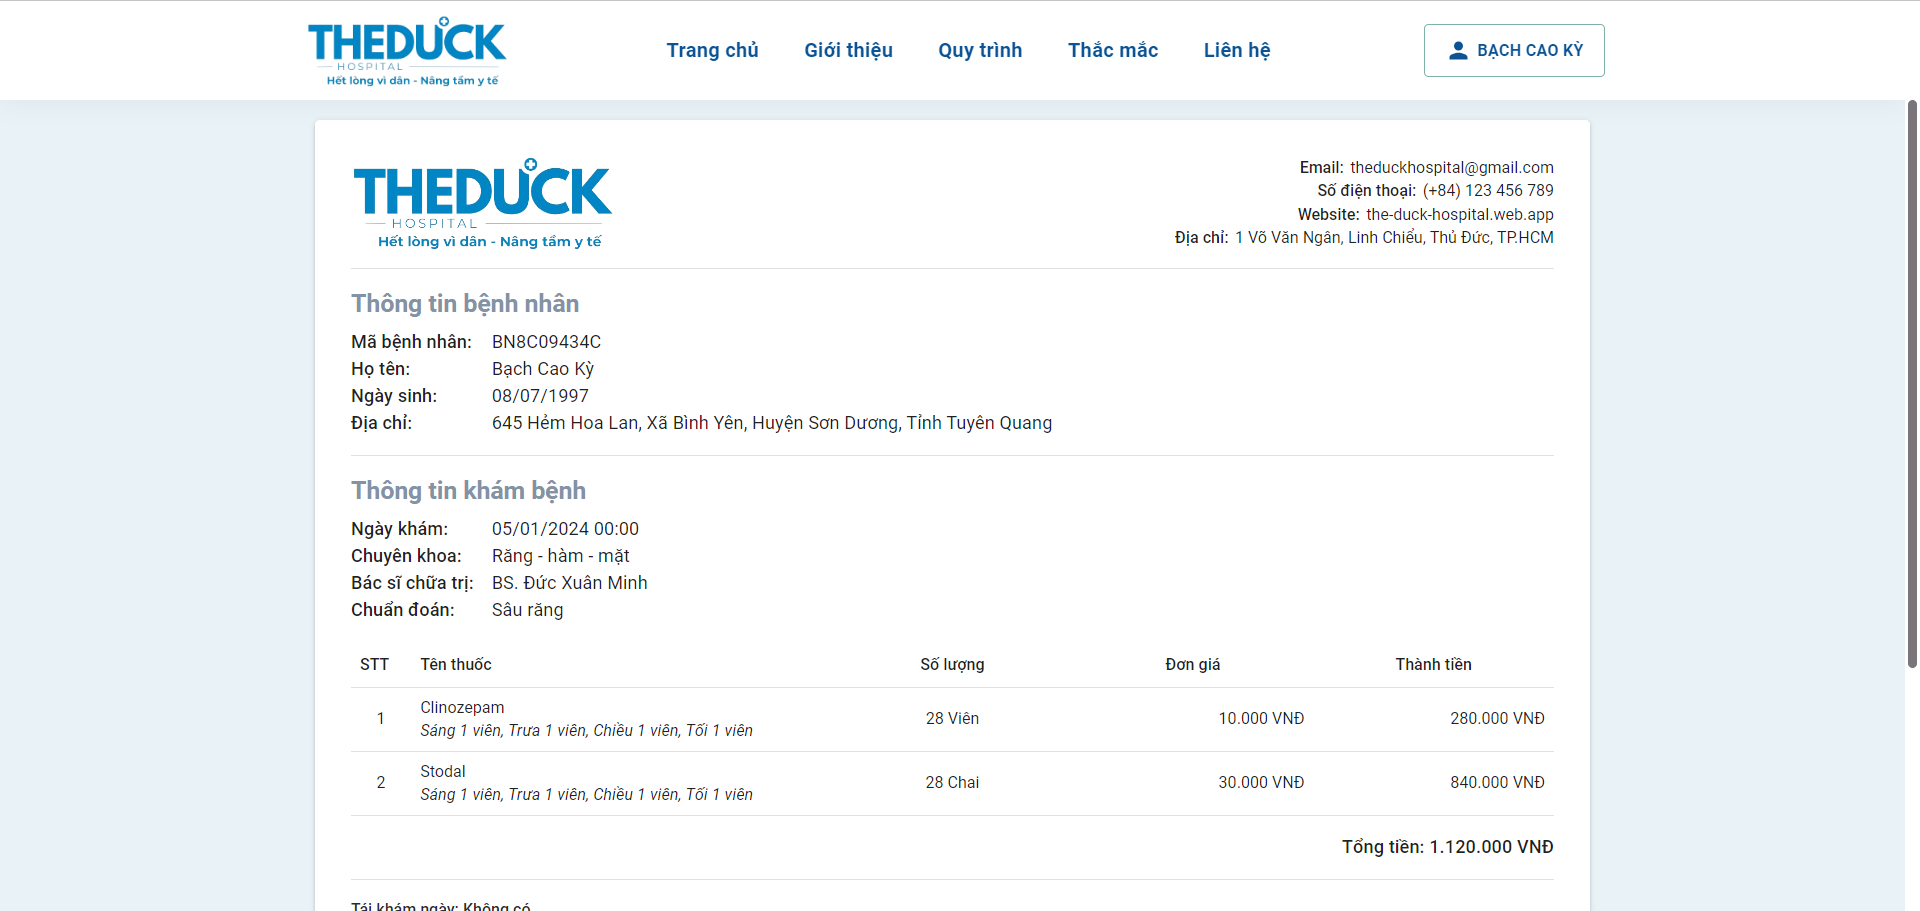 THEDUCK
HOSPITAL
Hết lòng vì dân - Nâng tầm y tế
Trang chủ
Giới thiệu
Quy trình
Thắc mắc
Liên hệ
BẠCH CAO KỲ
THEDUCK
HOSPITAL
Hết lòng vì dân - Nâng tầm y tế
Email: theduckhospital@gmail.com
Số điện thoại: (+84) 123 456 789
Website: the-duck-hospital.web.app
Địa chỉ: 1 Võ Văn Ngân, Linh Chiểu, Thủ Đức, TP.HCM
Thông tin bệnh nhân
Mã bệnh nhân: BN8C09434C
Họ tên: Bạch Cao Kỳ
Ngày sinh: 08/07/1997
Địa chỉ: 645 Hẻm Hoa Lan, Xã Bình Yên, Huyện Sơn Dương, Tỉnh Tuyên Quang
Thông tin khám bệnh
Ngày khám: 05/01/2024 00:00
Chuyên khoa: Răng - hàm - mặt
Bác sĩ chữa trị: BS. Đức Xuân Minh
Chuẩn đoán: Sâu răng
STT Tên thuốc Số lượng Đơn giá Thành tiền
1 Clinozepam 28 Viên 10.000 VNĐ 280.000 VNĐ
Sáng 1 viên, Trưa 1 viên, Chiều 1 viên, Tối 1 viên
2 Stodal 28 Chai 30.000 VNĐ 840.000 VNĐ
Sáng 1 viên, Trưa 1 viên, Chiều 1 viên, Tối 1 viên
Tổng tiền: 1.120.000 VNĐ
Tái khám ngày: Không có